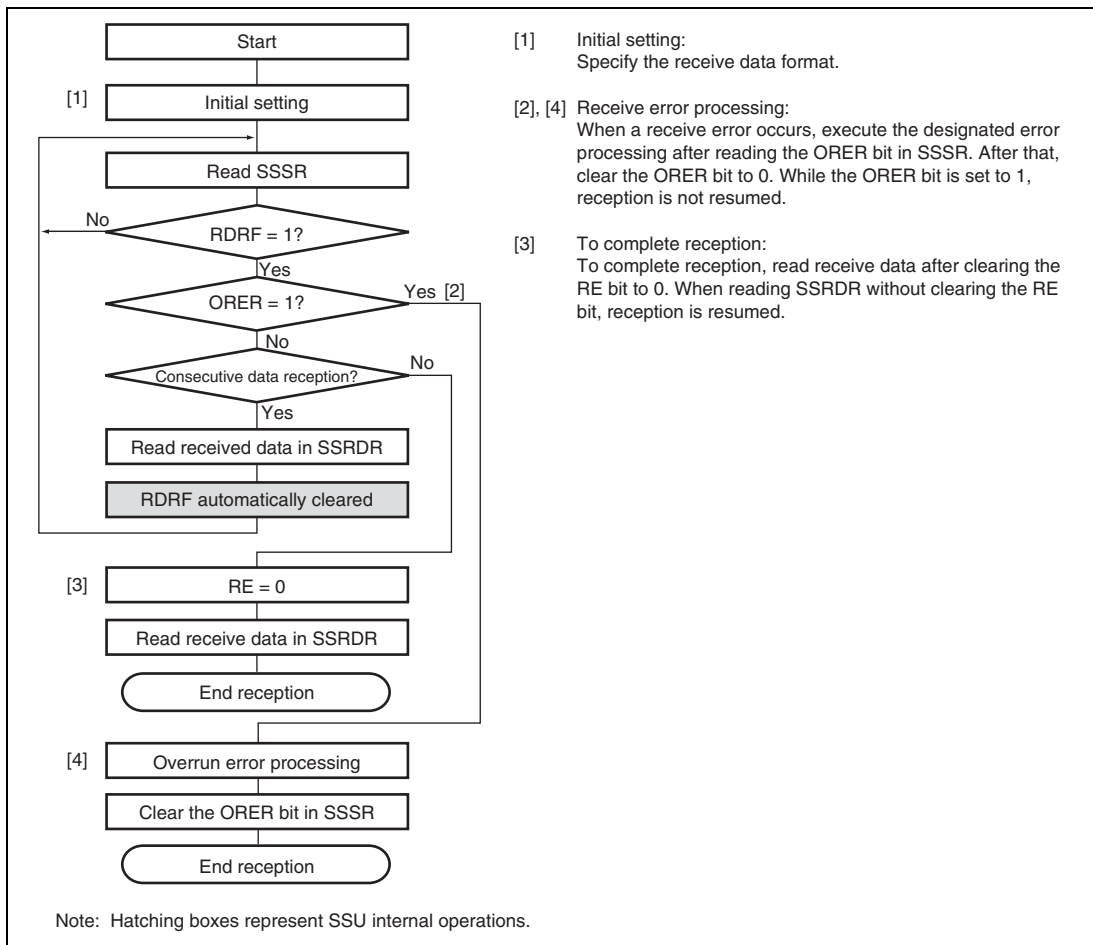 Start
[1] Initial setting
Read SSSR
No
RDRF = 1?
Yes
ORER = 1?
Yes [2]
No
Consecutive data reception?
No
Yes
Read received data in SSRDR
RDRF automatically cleared
[3] RE = 0
Read receive data in SSRDR
End reception
[4] Overrun error processing
Clear the ORER bit in SSSR
End reception
[1] Initial setting:
Specify the receive data format.
[2], [4] Receive error processing:
When a receive error occurs, execute the designated error
processing after reading the ORER bit in SSSR. After that,
clear the ORER bit to 0. While the ORER bit is set to 1,
reception is not resumed.
[3] To complete reception:
To complete reception, read receive data after clearing the
RE bit to 0. When reading SSRDR without clearing the RE
bit, reception is resumed.
Note: Hatching boxes represent SSU internal operations.